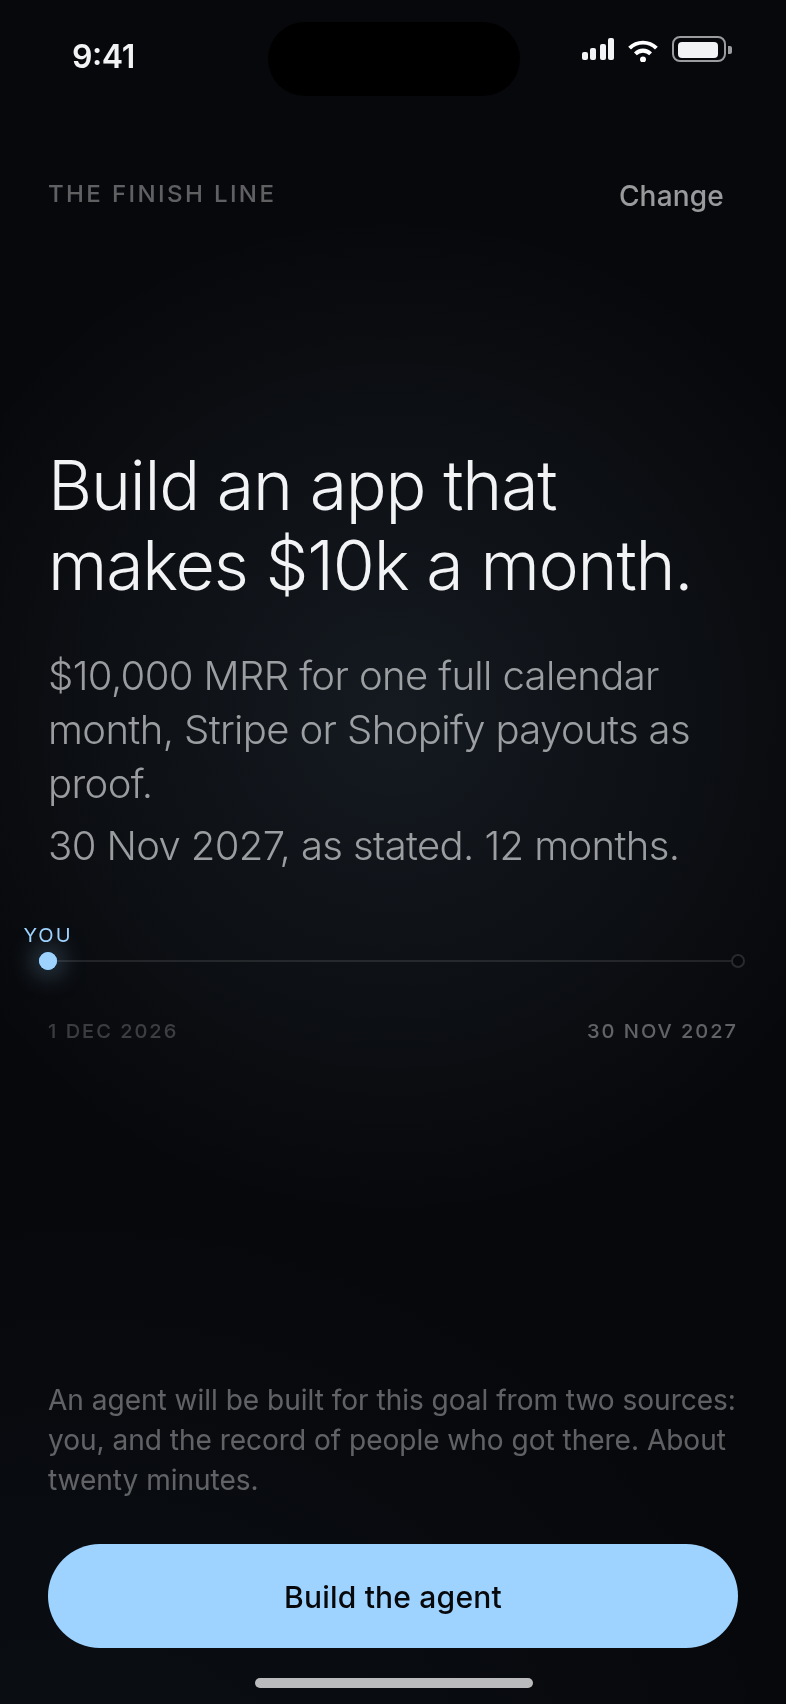 9:41
THE FINISH LINE
Change
Build an app that
makes $10k a month.
$10,000 MRR for one full calendar
month, Stripe or Shopify payouts as
proof.
30 Nov 2027, as stated. 12 months.
YOU
1 DEC 2026
30 NOV 2027
An agent will be built for this goal from two sources:
you, and the record of people who got there. About
twenty minutes.
Build the agent